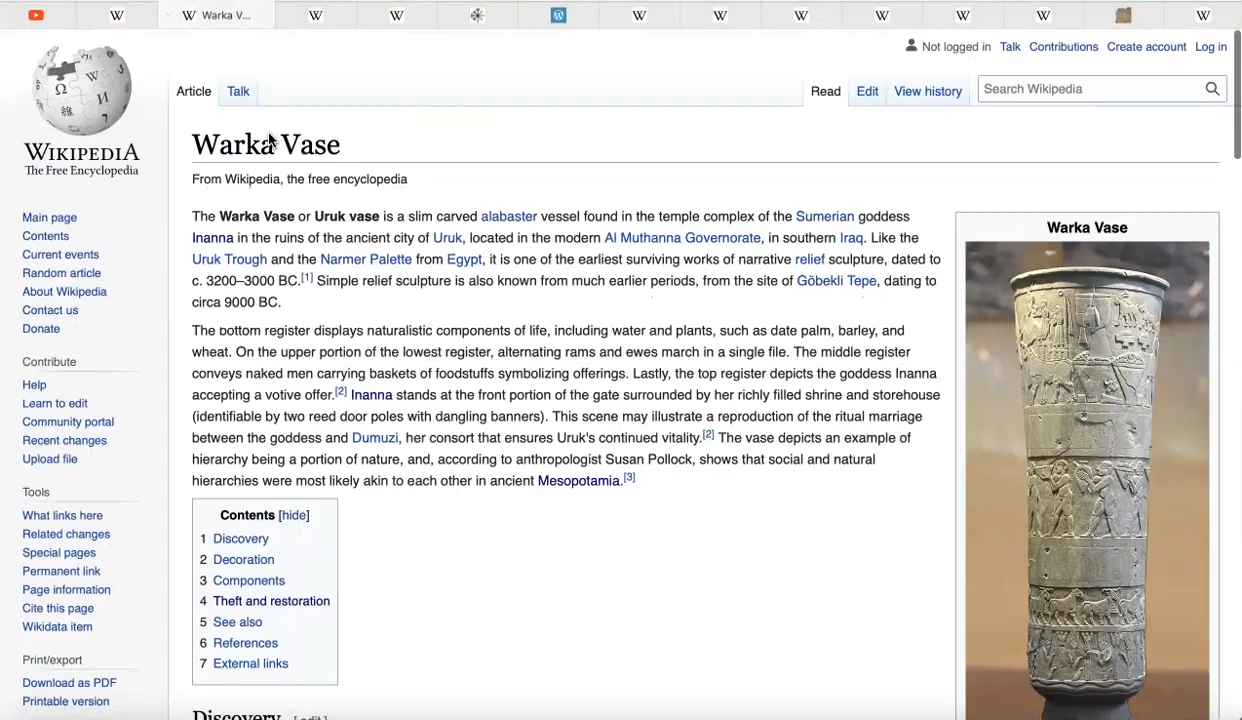 Warka V...
Not logged in Talk Contributions Create account Log in
Article Talk Read Edit View history Search Wikipedia
WIKIPEDIA
The Free Encyclopedia
Main page
Contents
Current events
Random article
About Wikipedia
Contact us
Donate
Contribute
Help
Learn to edit
Community portal
Recent changes
Upload file
Tools
What links here
Related changes
Special pages
Permanent link
Page information
Cite this page
Wikidata item
Print/export
Download as PDF
Printable version
Warka Vase
From Wikipedia, the free encyclopedia
The Warka Vase or Uruk vase is a slim carved alabaster vessel found in the temple complex of the Sumerian goddess
Inanna in the ruins of the ancient city of Uruk, located in the modern Al Muthanna Governorate, in southern Iraq. Like the
Uruk Trough and the Narmer Palette from Egypt, it is one of the earliest surviving works of narrative relief sculpture, dated to
c. 3200–3000 BC.[1] Simple relief sculpture is also known from much earlier periods, from the site of Göbekli Tepe, dating to
circa 9000 BC.
The bottom register displays naturalistic components of life, including water and plants, such as date palm, barley, and
wheat. On the upper portion of the lowest register, alternating rams and ewes march in a single file. The middle register
conveys naked men carrying baskets of foodstuffs symbolizing offerings. Lastly, the top register depicts the goddess Inanna
accepting a votive offer.[2] Inanna stands at the front portion of the gate surrounded by her richly filled shrine and storehouse
(identifiable by two reed door poles with dangling banners). This scene may illustrate a reproduction of the ritual marriage
between the goddess and Dumuzi, her consort that ensures Uruk's continued vitality.[2] The vase depicts an example of
hierarchy being a portion of nature, and, according to anthropologist Susan Pollock, shows that social and natural
hierarchies were most likely akin to each other in ancient Mesopotamia.[3]
Contents [hide]
1 Discovery
2 Decoration
3 Components
4 Theft and restoration
5 See also
6 References
7 External links
Discovery [ edit ]
Warka Vase